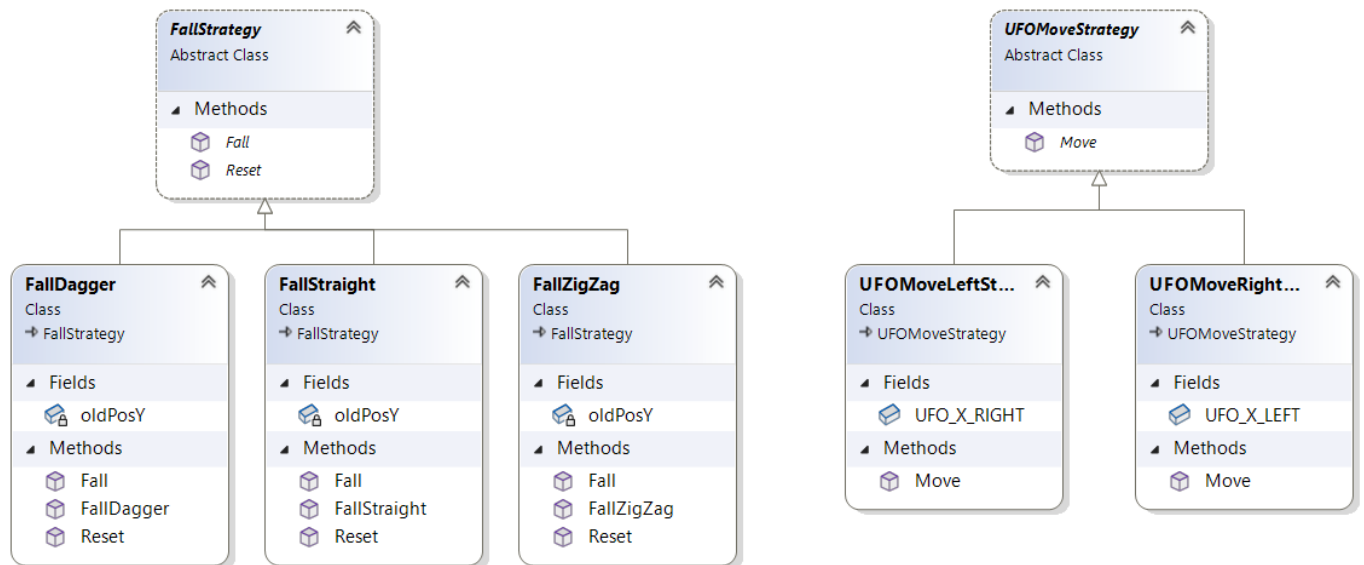 FallStrategy
Abstract Class
Methods
Fall
Reset
UFOMoveStrategy
Abstract Class
Methods
Move
FallDagger
Class
FallStrategy
Fields
oldPosY
Methods
Fall
FallDagger
Reset
FallStraight
Class
FallStrategy
Fields
oldPosY
Methods
Fall
FallStraight
Reset
FallZigZag
Class
FallStrategy
Fields
oldPosY
Methods
Fall
FallZigZag
Reset
UFOMoveLeftSt...
Class
UFOMoveStrategy
Fields
UFO_X_RIGHT
Methods
Move
UFOMoveRight...
Class
UFOMoveStrategy
Fields
UFO_X_LEFT
Methods
Move